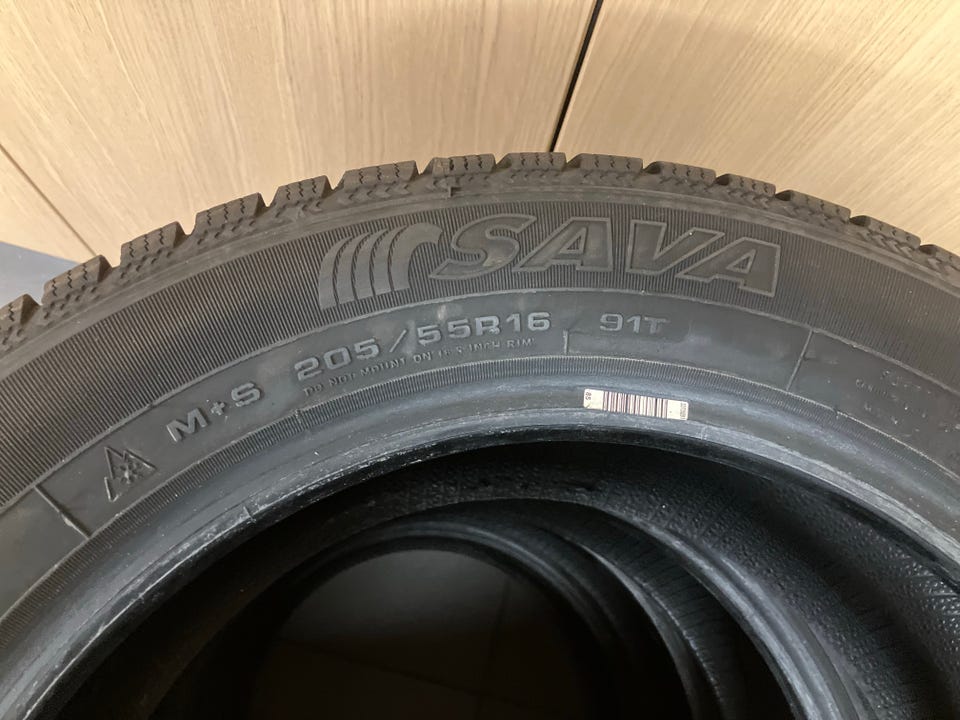 SAVA
M+S 205/55R16 91T
DO NOT MOUNT ON 16.5 INCH RIM